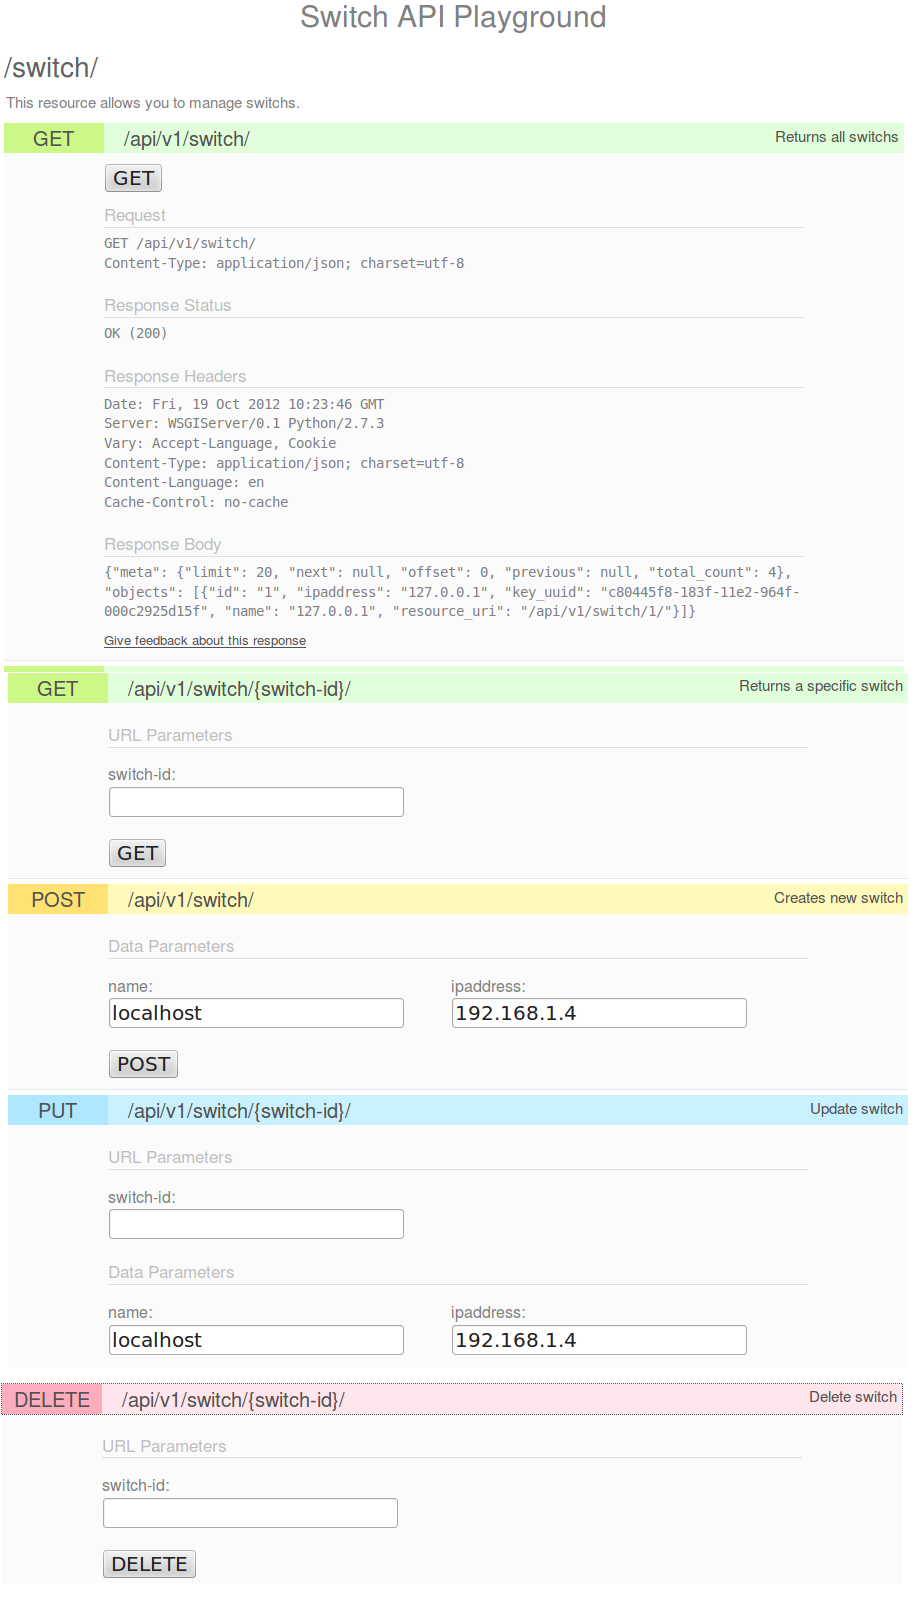 Switch API Playground
/switch/
This resource allows you to manage switchs.
GET /api/v1/switch/ Returns all switchs
GET
Request
GET /api/v1/switch/
Content-Type: application/json; charset=utf-8
Response Status
OK (200)
Response Headers
Date: Fri, 19 Oct 2012 10:23:46 GMT
Server: WSGIServer/0.1 Python/2.7.3
Vary: Accept-Language, Cookie
Content-Type: application/json; charset=utf-8
Content-Language: en
Cache-Control: no-cache
Response Body
{"meta": {"limit": 20, "next": null, "offset": 0, "previous": null, "total_count": 4},
"objects": [{"id": "1", "ipaddress": "127.0.0.1", "key_uuid": "c80445f8-183f-11e2-964f-
000c2925d15f", "name": "127.0.0.1", "resource_uri": "/api/v1/switch/1/"}]}
Give feedback about this response
GET /api/v1/switch/{switch-id}/ Returns a specific switch
URL Parameters
switch-id:
GET
POST /api/v1/switch/ Creates new switch
Data Parameters
name: ipaddress:
localhost 192.168.1.4
POST
PUT /api/v1/switch/{switch-id}/ Update switch
URL Parameters
switch-id:
Data Parameters
name: ipaddress:
localhost 192.168.1.4
DELETE /api/v1/switch/{switch-id}/ Delete switch
URL Parameters
switch-id:
DELETE